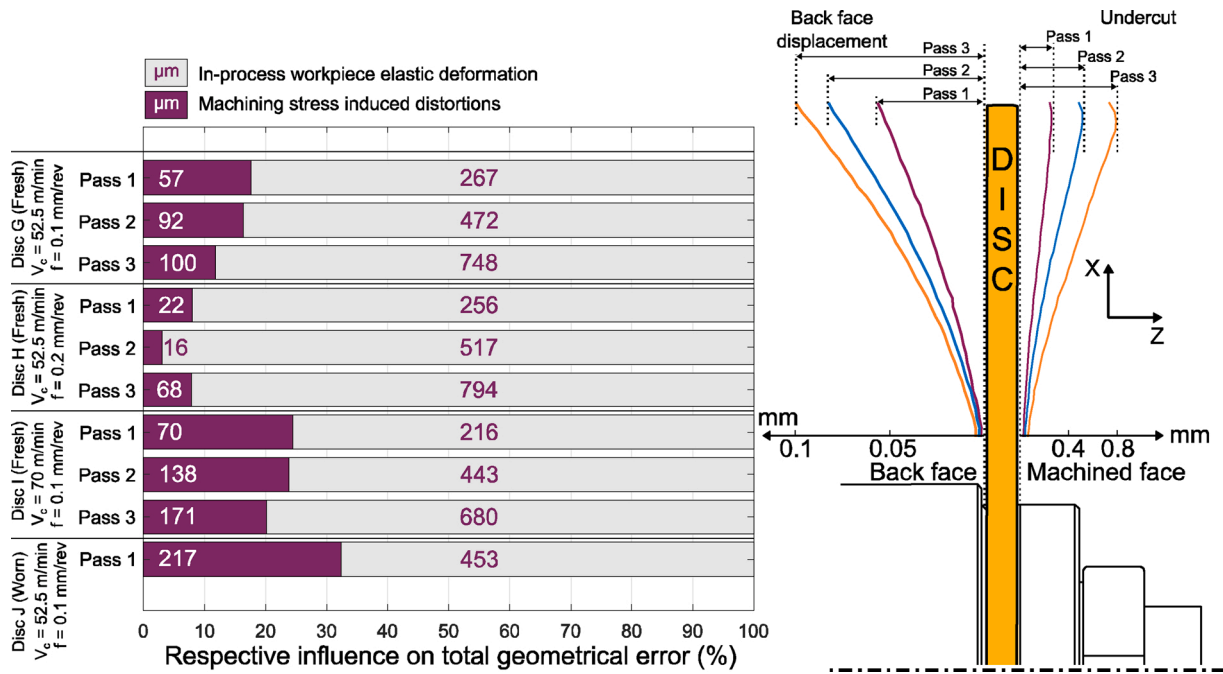 μm In-process workpiece elastic deformation
μm Machining stress induced distortions
Disc G (Fresh)
Vc = 52.5 m/min
f = 0.1 mm/rev
Pass 1 57 267
Pass 2 92 472
Pass 3 100 748
Disc H (Fresh)
Vc = 52.5 m/min
f = 0.2 mm/rev
Pass 1 22 256
Pass 2 16 517
Pass 3 68 794
Disc I (Fresh)
Vc = 70 m/min
f = 0.1 mm/rev
Pass 1 70 216
Pass 2 138 443
Pass 3 171 680
Disc J (Worn)
Vc = 52.5 m/min
f = 0.1 mm/rev
Pass 1 217 453
0 10 20 30 40 50 60 70 80 90 100
Respective influence on total geometrical error (%)
Back face
displacement
Pass 3
Pass 2
Pass 1
Undercut
Pass 1
Pass 2
Pass 3
DISC
X
Z
mm
0.1 0.05
0.4 0.8
mm
Back face
Machined face